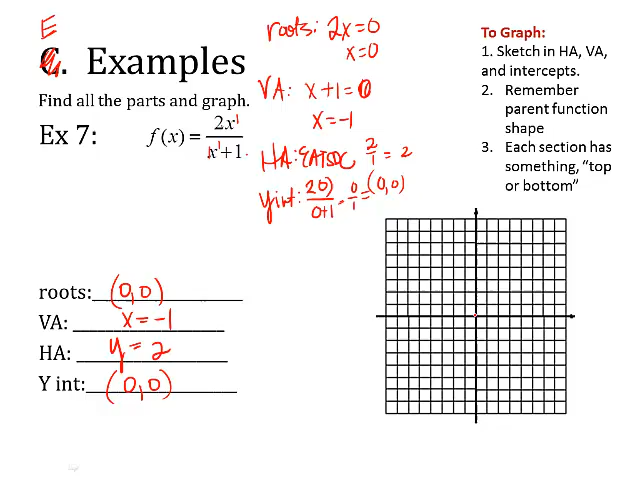 E
C. Examples
Find all the parts and graph.
Ex 7: f(x) = 2x¹ / x¹+1.
roots: 2x=0
x=0
VA: x+1=0
x=-1
HA: EATSDC 2/1 = 2
yint: 2(0)/0+1 = 0/1 = (0,0)
To Graph:
1. Sketch in HA, VA,
and intercepts.
2. Remember
parent function
shape
3. Each section has
something, “top
or bottom”
roots: (0,0)
VA: x=-1
HA: y=2
Y int: (0,0)